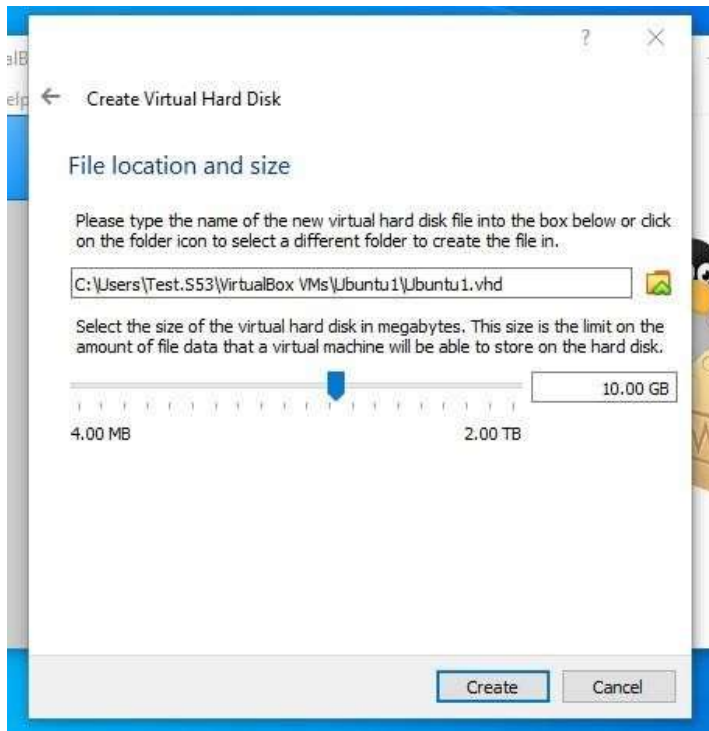 ?
Create Virtual Hard Disk
File location and size
Please type the name of the new virtual hard disk file into the box below or click
on the folder icon to select a different folder to create the file in.
C:\Users\Test.S53\VirtualBox VMs\Ubuntu1\Ubuntu1.vhd
Select the size of the virtual hard disk in megabytes. This size is the limit on the
amount of file data that a virtual machine will be able to store on the hard disk.
10.00 GB
4.00 MB 2.00 TB
Create Cancel